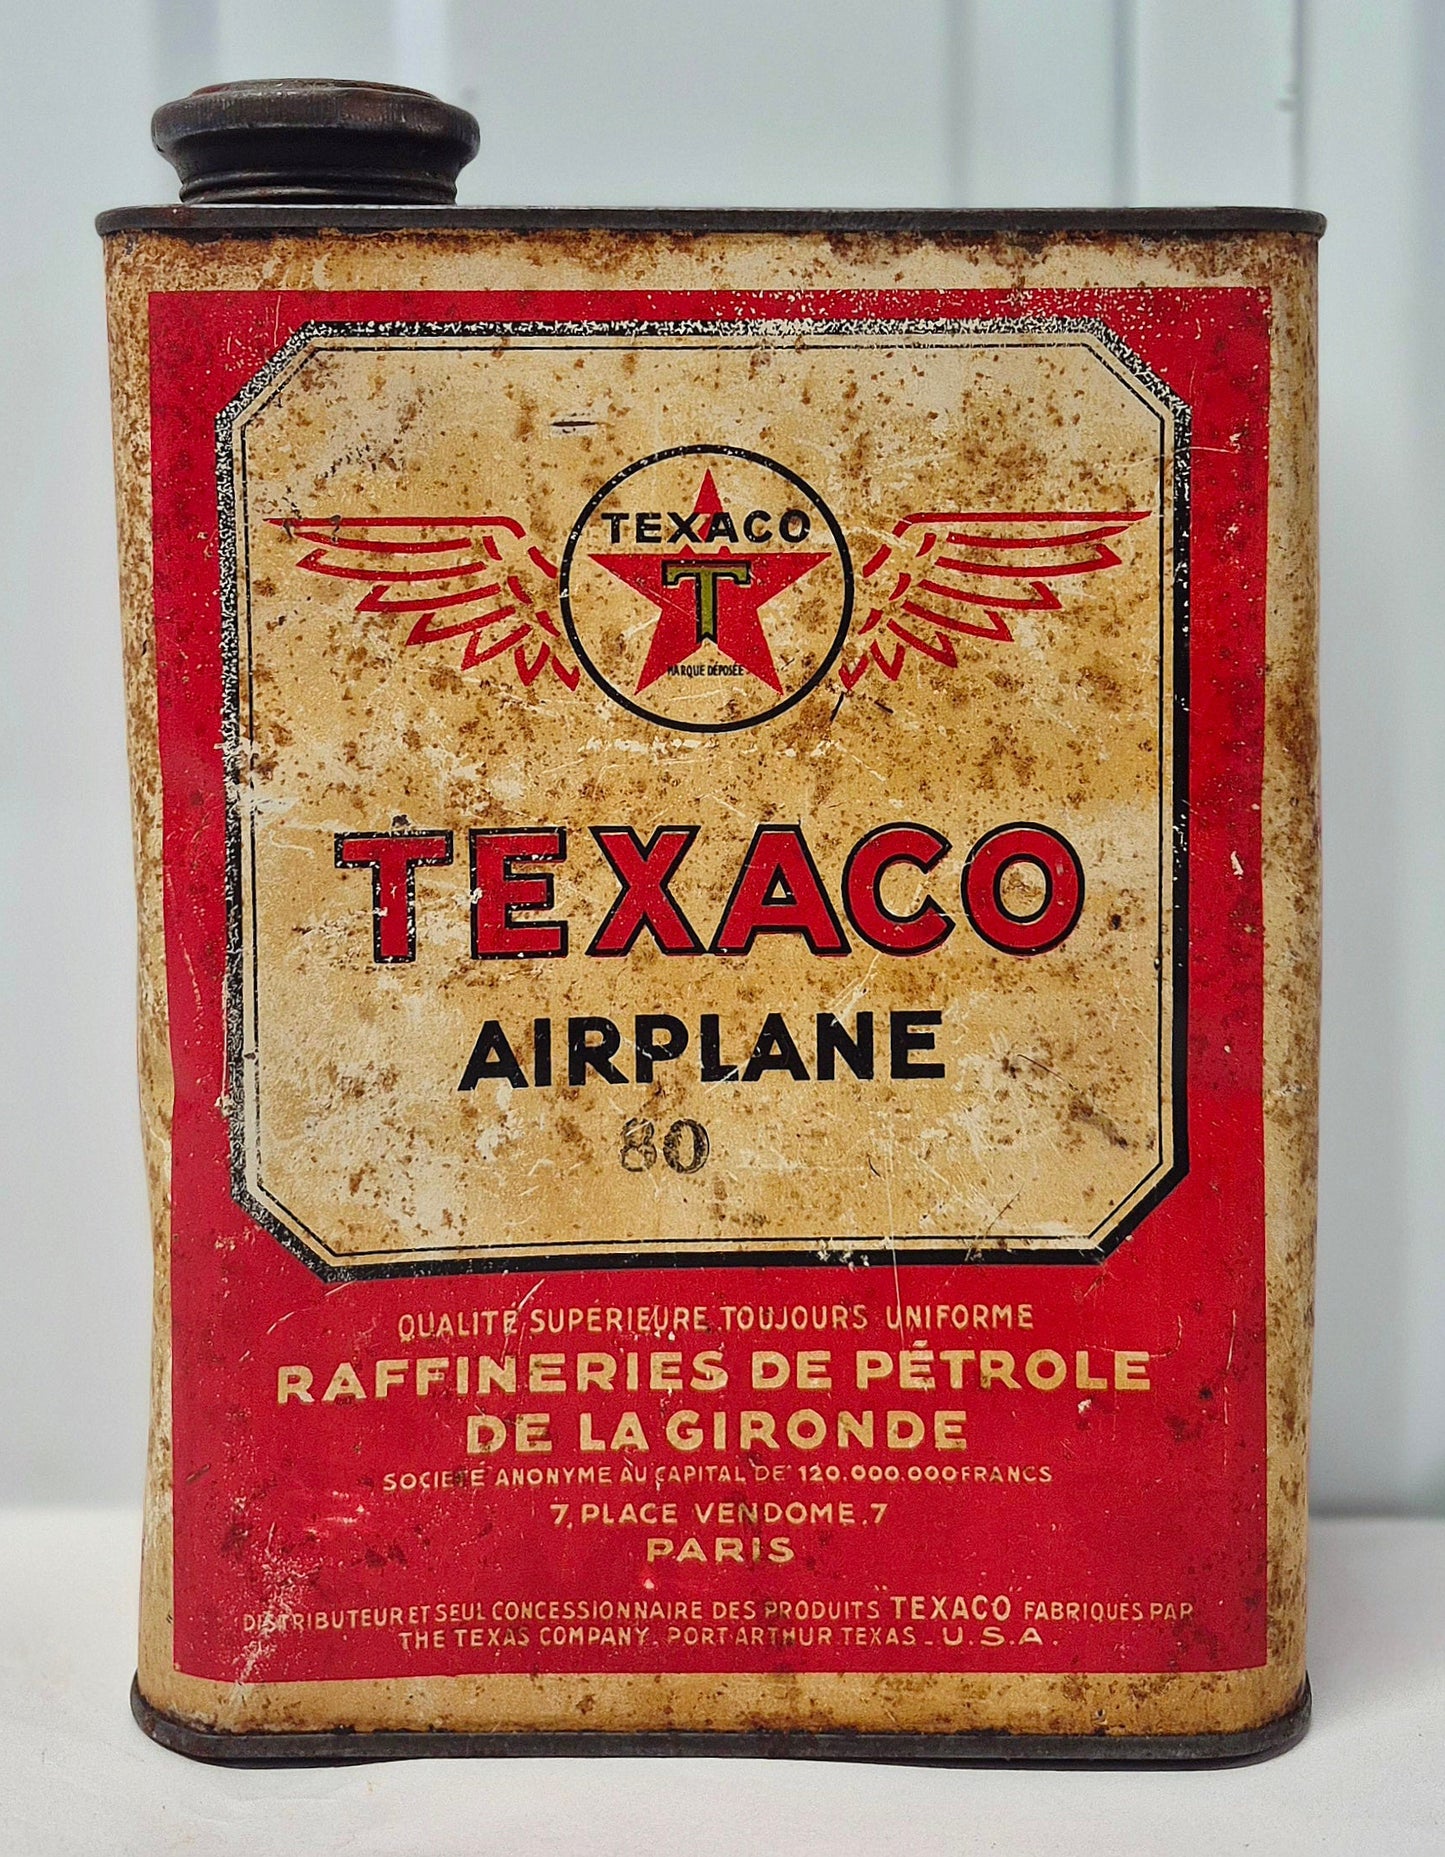 TEXACO
T
MARQUE DÉPOSÉE
TEXACO
AIRPLANE
80
QUALITÉ SUPÉRIEURE TOUJOURS UNIFORME
RAFFINERIES DE PÉTROLE
DE LA GIRONDE
SOCIÉTÉ ANONYME AU CAPITAL DE 120.000.000 FRANCS
7, PLACE VENDOME, 7
PARIS
DISTRIBUTEUR ET SEUL CONCESSIONNAIRE DES PRODUITS "TEXACO" FABRIQUÉS PAR
THE TEXAS COMPANY. PORT ARTHUR TEXAS - U.S.A.